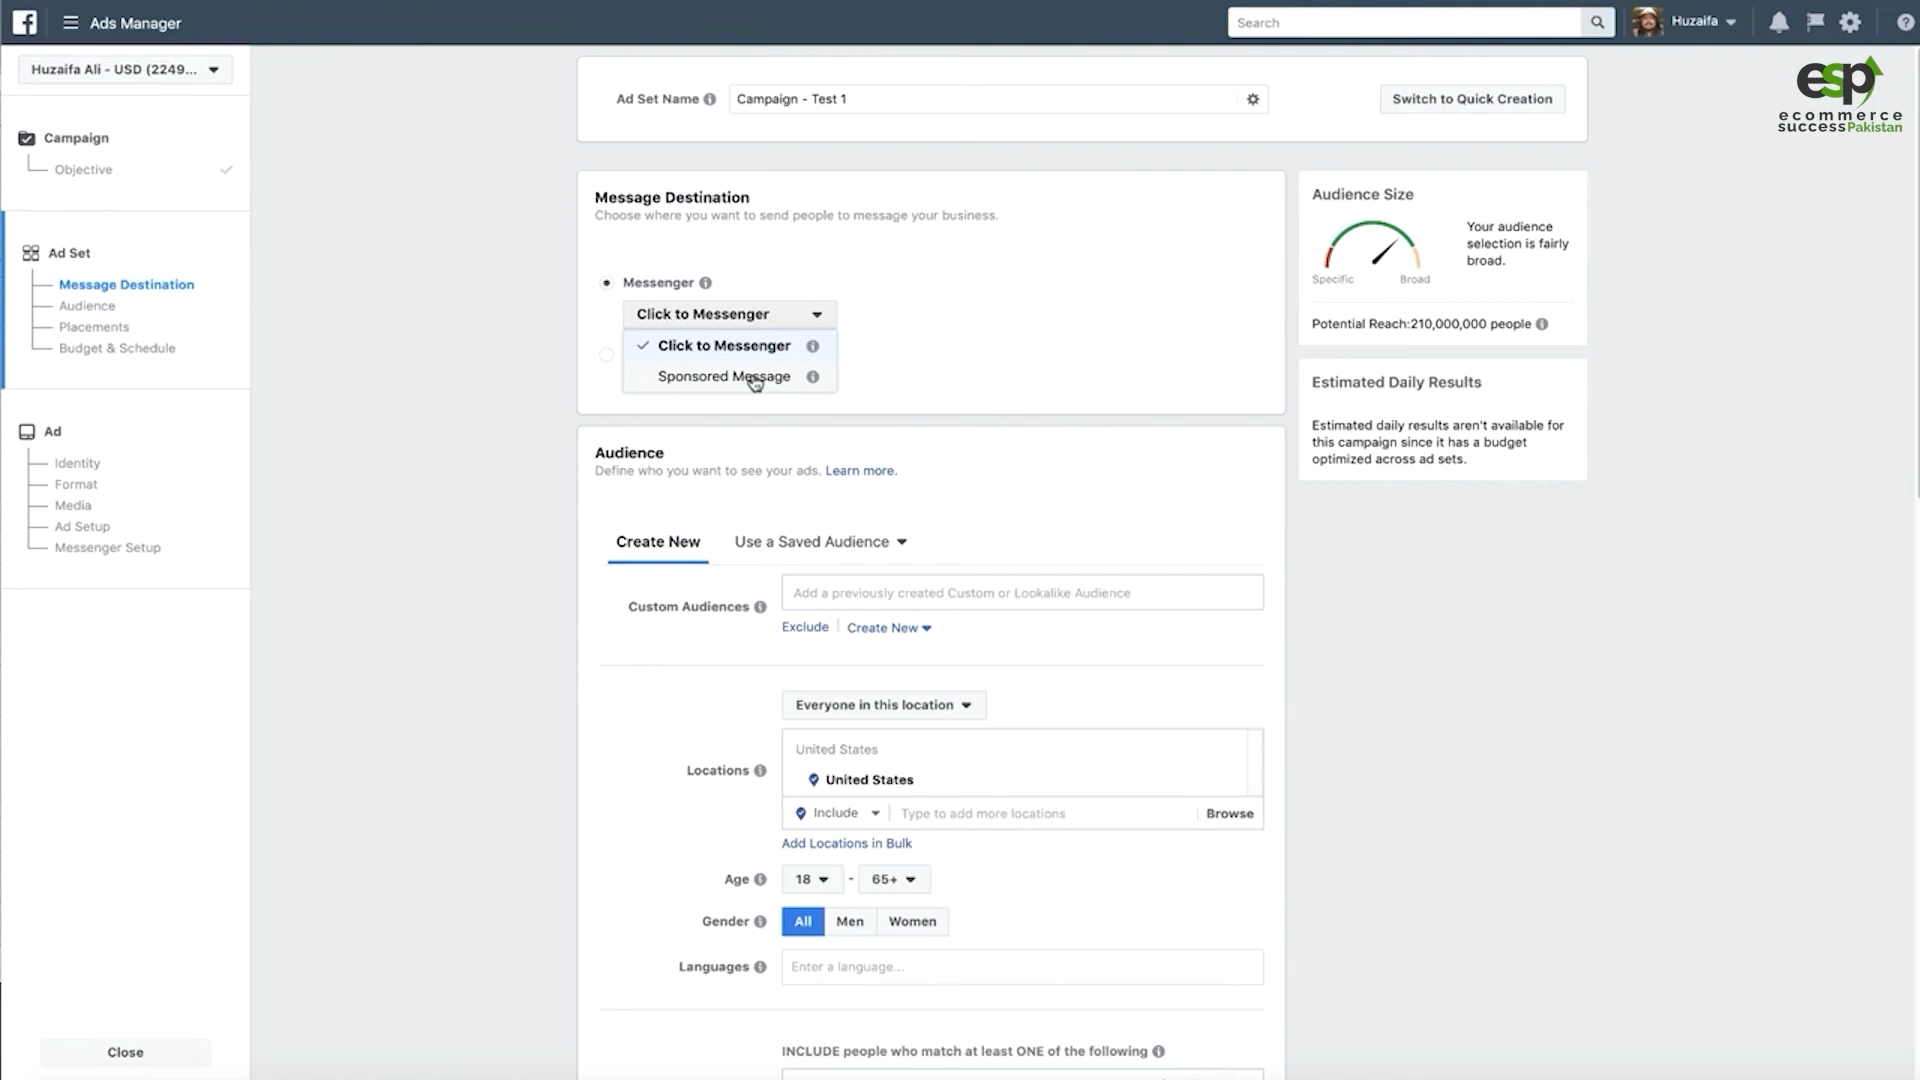 Ads Manager
Search
Huzaifa
Huzaifa Ali - USD (2249...
Campaign
Objective
Ad Set
Message Destination
Audience
Placements
Budget & Schedule
Ad
Identity
Format
Media
Ad Setup
Messenger Setup
Close
Ad Set Name
Campaign - Test 1
Switch to Quick Creation
Message Destination
Choose where you want to send people to message your business.
Messenger
Click to Messenger
Click to Messenger
Sponsored Message
Audience
Define who you want to see your ads. Learn more.
Create New
Use a Saved Audience
Custom Audiences
Add a previously created Custom or Lookalike Audience
Exclude
Create New
Everyone in this location
Locations
United States
United States
Include
Type to add more locations
Browse
Add Locations in Bulk
Age
18 - 65+
Gender
All
Men
Women
Languages
Enter a language...
INCLUDE people who match at least ONE of the following
Audience Size
Specific
Broad
Your audience
selection is fairly
broad.
Potential Reach:210,000,000 people
Estimated Daily Results
Estimated daily results aren't available for
this campaign since it has a budget
optimized across ad sets.
esp
ecommerce
successPakistan